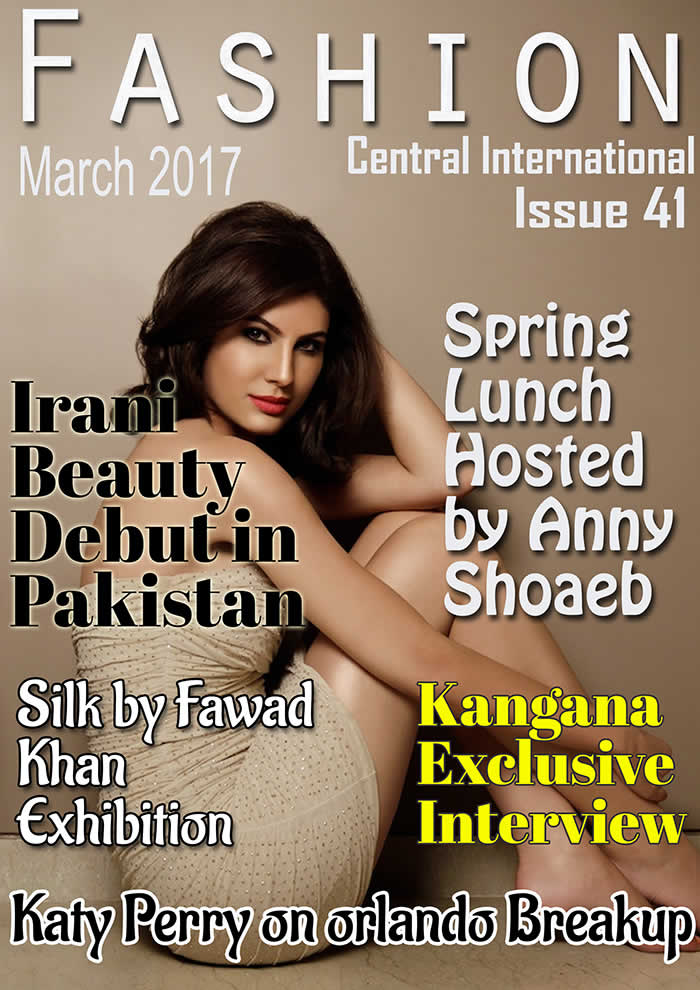 FASHION
March 2017
Central International
Issue 41
Spring
Lunch
Hosted
by Anny
Shoaeb
Irani
Beauty
Debut in
Pakistan
Silk by Fawad
Khan
Exhibition
Kangana
Exclusive
Interview
Katy Perry on orlando Breakup